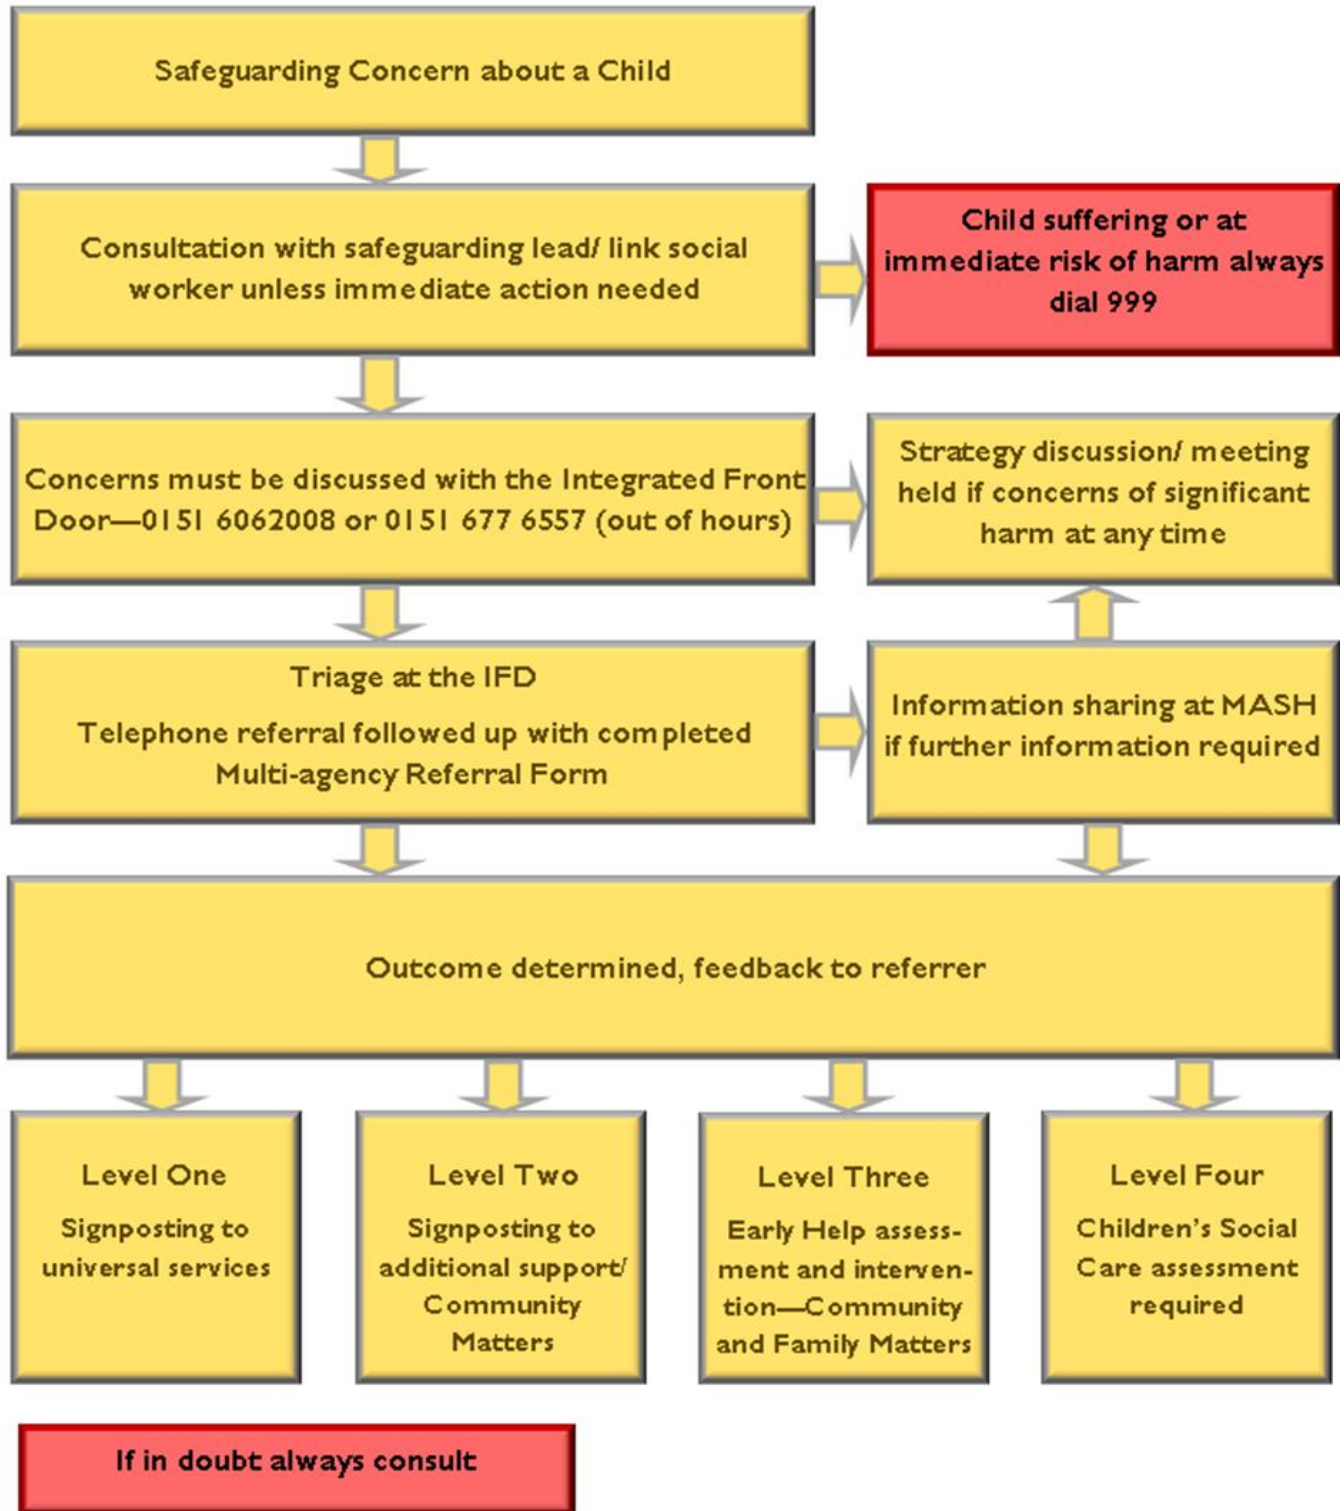 Safeguarding Concern about a Child
Consultation with safeguarding lead/ link social
worker unless immediate action needed
Child suffering or at
immediate risk of harm always
dial 999
Concerns must be discussed with the Integrated Front
Door—0151 6062008 or 0151 677 6557 (out of hours)
Strategy discussion/ meeting
held if concerns of significant
harm at any time
Triage at the IFD
Telephone referral followed up with completed
Multi-agency Referral Form
Information sharing at MASH
if further information required
Outcome determined, feedback to referrer
Level One
Signposting to
universal services
Level Two
Signposting to
additional support/
Community
Matters
Level Three
Early Help assess-
ment and interven-
tion—Community
and Family Matters
Level Four
Children's Social
Care assessment
required
If in doubt always consult